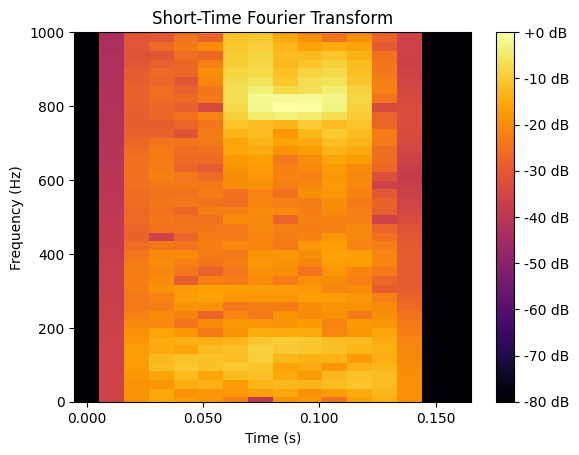 Short-Time Fourier Transform
1000
800
600
400
200
0
Frequency (Hz)
0.000
0.050
0.100
0.150
Time (s)
+0 dB
-10 dB
-20 dB
-30 dB
-40 dB
-50 dB
-60 dB
-70 dB
-80 dB